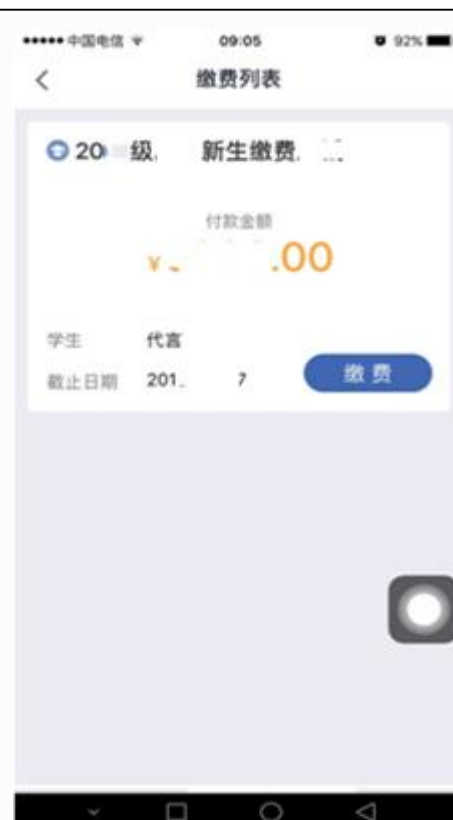 中国电信 09:05 92%
缴费列表
20 级. 新生缴费.
付款金额
¥ .00
学生 代言
截止日期 201 7 缴费